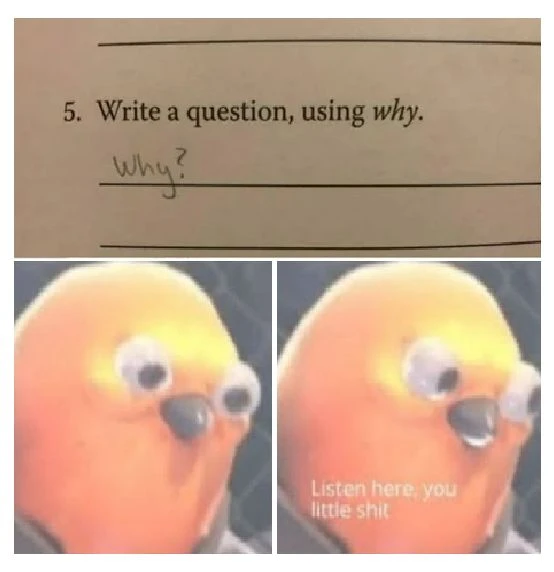 5. Write a question, using why.
Why?
Listen here, you
little shit